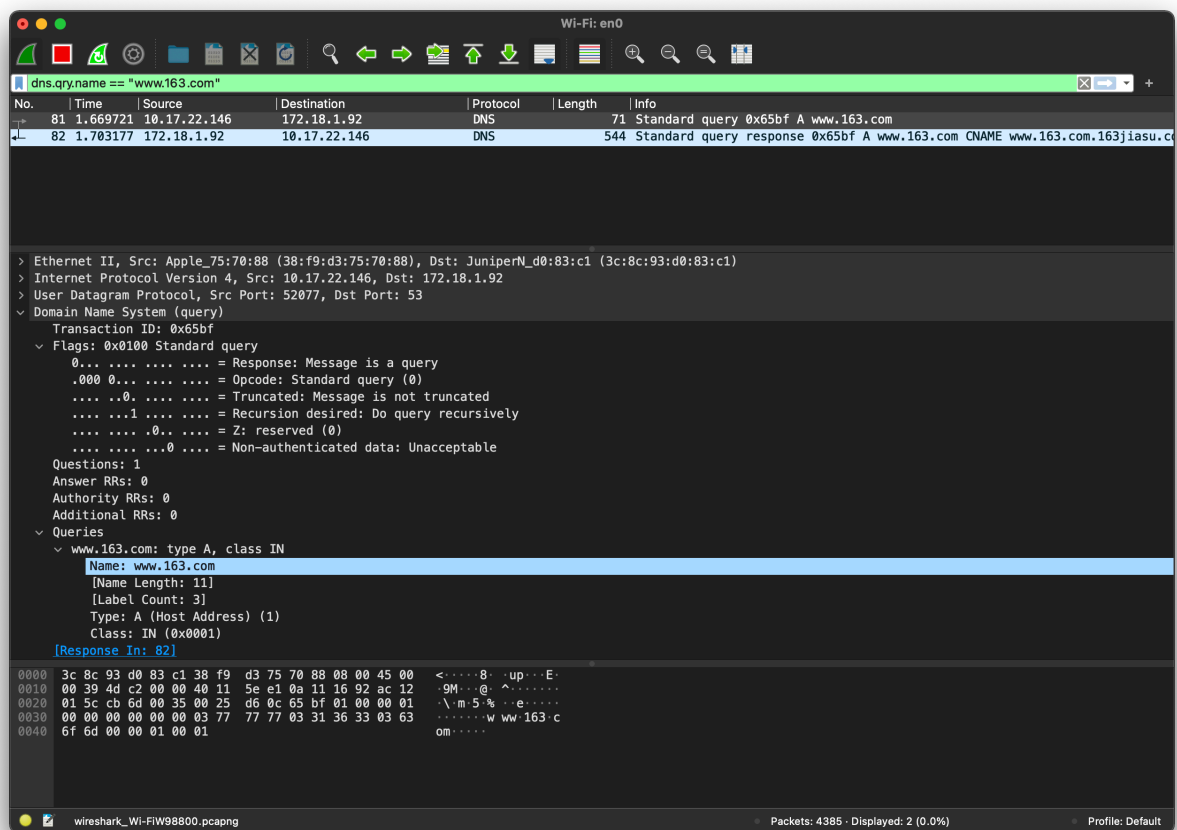 Wi-Fi: en0
dns.qry.name == "www.163.com"
No. Time Source Destination Protocol Length Info
81 1.669721 10.17.22.146 172.18.1.92 DNS 71 Standard query 0x65bf A www.163.com
82 1.703177 172.18.1.92 10.17.22.146 DNS 544 Standard query response 0x65bf A www.163.com CNAME www.163.com.163jiasu.co
Ethernet II, Src: Apple_75:70:88 (38:f9:d3:75:70:88), Dst: JuniperN_d0:83:c1 (3c:8c:93:d0:83:c1)
Internet Protocol Version 4, Src: 10.17.22.146, Dst: 172.18.1.92
User Datagram Protocol, Src Port: 52077, Dst Port: 53
Domain Name System (query)
Transaction ID: 0x65bf
Flags: 0x0100 Standard query
0... .... .... .... = Response: Message is a query
.000 0... .... .... = Opcode: Standard query (0)
.... ..0. .... .... = Truncated: Message is not truncated
.... ...1 .... .... = Recursion desired: Do query recursively
.... .... .0.. .... = Z: reserved (0)
.... .... ...0 .... = Non-authenticated data: Unacceptable
Questions: 1
Answer RRs: 0
Authority RRs: 0
Additional RRs: 0
Queries
www.163.com: type A, class IN
Name: www.163.com
[Name Length: 11]
[Label Count: 3]
Type: A (Host Address) (1)
Class: IN (0x0001)
[Response In: 82]
0000 3c 8c 93 d0 83 c1 38 f9 d3 75 70 88 08 00 45 00 <·····8· ·up···E·
0010 00 39 4d c2 00 00 40 11 5e e1 0a 11 16 92 ac 12 ·9M···@· ^·······
0020 01 5c cb 6d 00 35 00 25 d6 0c 65 bf 01 00 00 01 ·\·m·5·% ··e·····
0030 00 00 00 00 00 00 03 77 77 77 03 31 36 33 03 63 ·······w ww·163·c
0040 6f 6d 00 00 01 00 01 om·····
wireshark_Wi-FiW98800.pcapng Packets: 4385 · Displayed: 2 (0.0%) Profile: Default